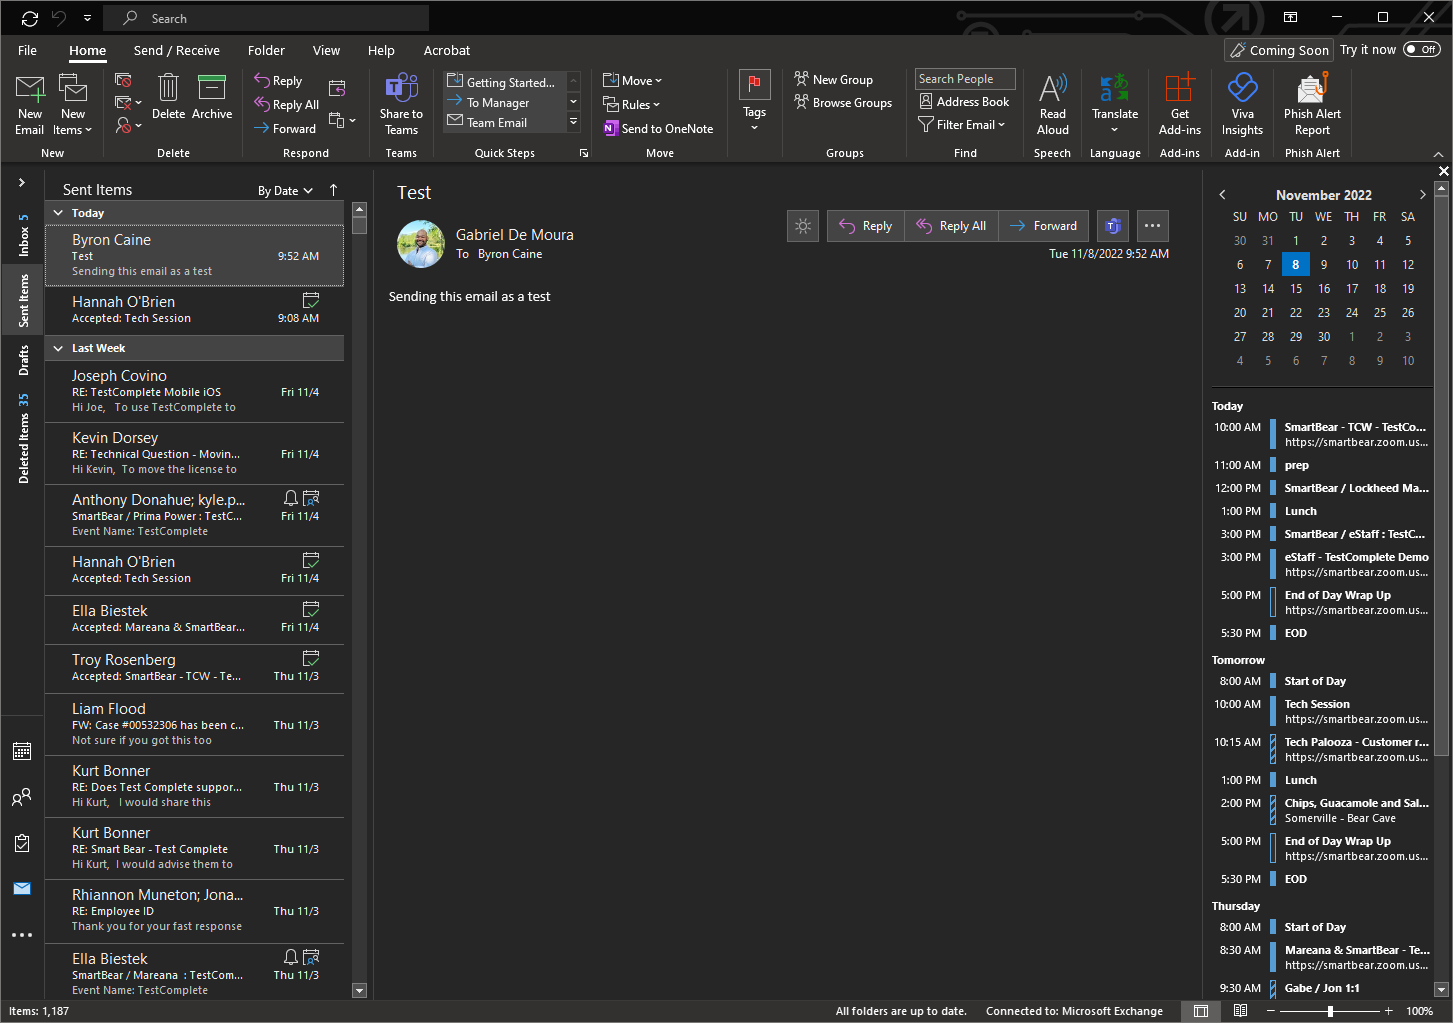 Search
File Home Send / Receive Folder View Help Acrobat
Coming Soon Try it now Off
New Email
New Items
Delete
Archive
Reply
Reply All
Forward
Share to Teams
Getting Started...
To Manager
Team Email
Move
Rules
Send to OneNote
Tags
New Group
Browse Groups
Search People
Address Book
Filter Email
Read Aloud
Translate
Get Add-ins
Viva Insights
Phish Alert Report
New Delete Respond Teams Quick Steps Move Groups Find Speech Language Add-ins Add-in Phish Alert
Inbox 5
Sent Items
Drafts
Deleted Items 35
Sent Items By Date
Today
Byron Caine
Test 9:52 AM
Sending this email as a test
Hannah O'Brien
Accepted: Tech Session 9:08 AM
Last Week
Joseph Covino
RE: TestComplete Mobile iOS Fri 11/4
Hi Joe, To use TestComplete to
Kevin Dorsey
RE: Technical Question - Movin... Fri 11/4
Hi Kevin, To move the license to
Anthony Donahue; kyle.p...
SmartBear / Prima Power : TestC... Fri 11/4
Event Name: TestComplete
Hannah O'Brien
Accepted: Tech Session Fri 11/4
Ella Biestek
Accepted: Mareana & SmartBear... Fri 11/4
Troy Rosenberg
Accepted: SmartBear - TCW - Te... Thu 11/3
Liam Flood
FW: Case #00532306 has been c... Thu 11/3
Not sure if you got this too
Kurt Bonner
RE: Does Test Complete suppor... Thu 11/3
Hi Kurt, I would share this
Kurt Bonner
RE: Smart Bear - Test Complete Thu 11/3
Hi Kurt, I would advise them to
Rhiannon Muneton; Jona...
RE: Employee ID Thu 11/3
Thank you for your fast response
Ella Biestek
SmartBear / Mareana : TestCom... Thu 11/3
Event Name: TestComplete
Test
Gabriel De Moura
To Byron Caine
Reply Reply All Forward
Tue 11/8/2022 9:52 AM
Sending this email as a test
November 2022
SU MO TU WE TH FR SA
30 31 1 2 3 4 5
6 7 8 9 10 11 12
13 14 15 16 17 18 19
20 21 22 23 24 25 26
27 28 29 30 1 2 3
4 5 6 7 8 9 10
Today
10:00 AM SmartBear - TCW - TestCo...
https://smartbear.zoom.us...
11:00 AM prep
12:00 PM SmartBear / Lockheed Ma...
1:00 PM Lunch
3:00 PM SmartBear / eStaff : TestC...
3:00 PM eStaff - TestComplete Demo
https://smartbear.zoom.us...
5:00 PM End of Day Wrap Up
https://smartbear.zoom.us...
5:30 PM EOD
Tomorrow
8:00 AM Start of Day
10:00 AM Tech Session
https://smartbear.zoom.us...
10:15 AM Tech Palooza - Customer r...
https://smartbear.zoom.us...
1:00 PM Lunch
2:00 PM Chips, Guacamole and Sal...
Somerville - Bear Cave
5:00 PM End of Day Wrap Up
https://smartbear.zoom.us...
5:30 PM EOD
Thursday
8:00 AM Start of Day
8:30 AM Mareana & SmartBear - Te...
https://smartbear.zoom.us...
9:30 AM Gabe / Jon 1:1
Items: 1,187 All folders are up to date. Connected to: Microsoft Exchange 100%